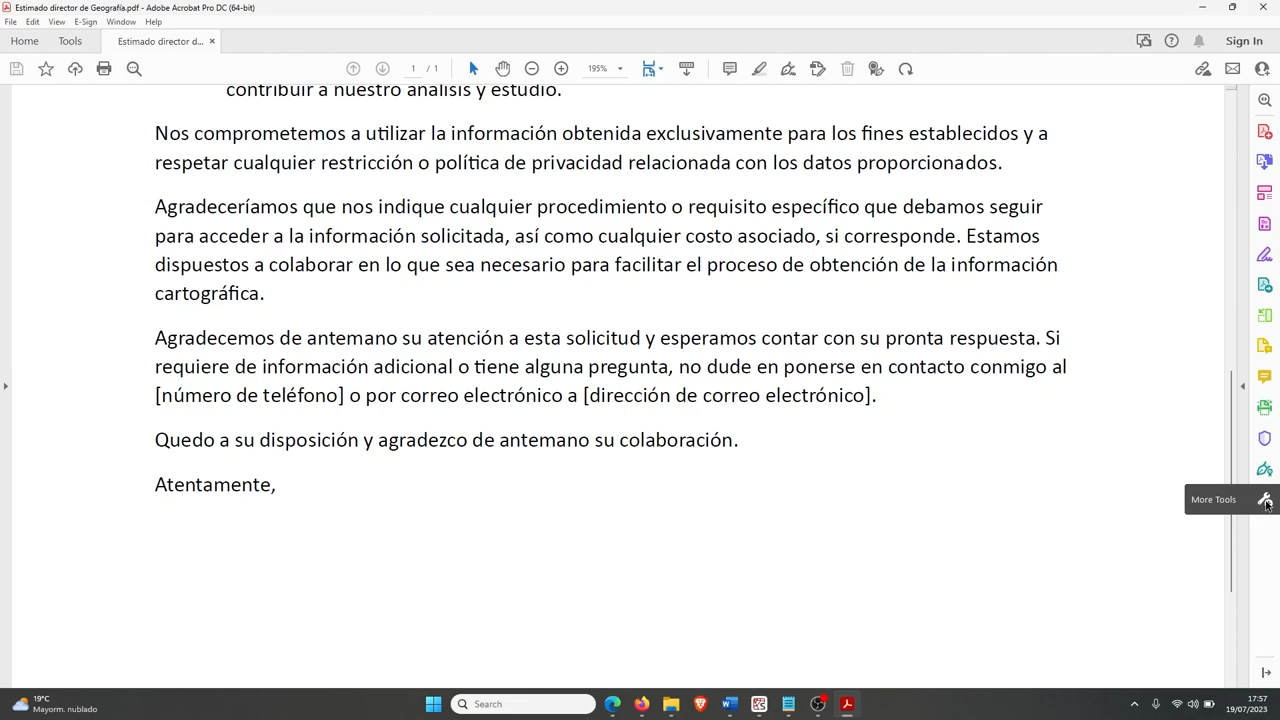 Estimado director de Geografía.pdf - Adobe Acrobat Pro DC (64-bit)
File Edit View E-Sign Window Help
Home Tools Estimado director d... × Sign In
1 / 1 195%
contribuir a nuestro análisis y estudio.
Nos comprometemos a utilizar la información obtenida exclusivamente para los fines establecidos y a
respetar cualquier restricción o política de privacidad relacionada con los datos proporcionados.
Agradeceríamos que nos indique cualquier procedimiento o requisito específico que debamos seguir
para acceder a la información solicitada, así como cualquier costo asociado, si corresponde. Estamos
dispuestos a colaborar en lo que sea necesario para facilitar el proceso de obtención de la información
cartográfica.
Agradecemos de antemano su atención a esta solicitud y esperamos contar con su pronta respuesta. Si
requiere de información adicional o tiene alguna pregunta, no dude en ponerse en contacto conmigo al
[número de teléfono] o por correo electrónico a [dirección de correo electrónico].
Quedo a su disposición y agradezco de antemano su colaboración.
Atentamente,
More Tools
19°C
Mayorm. nublado
Search
17:57
19/07/2023